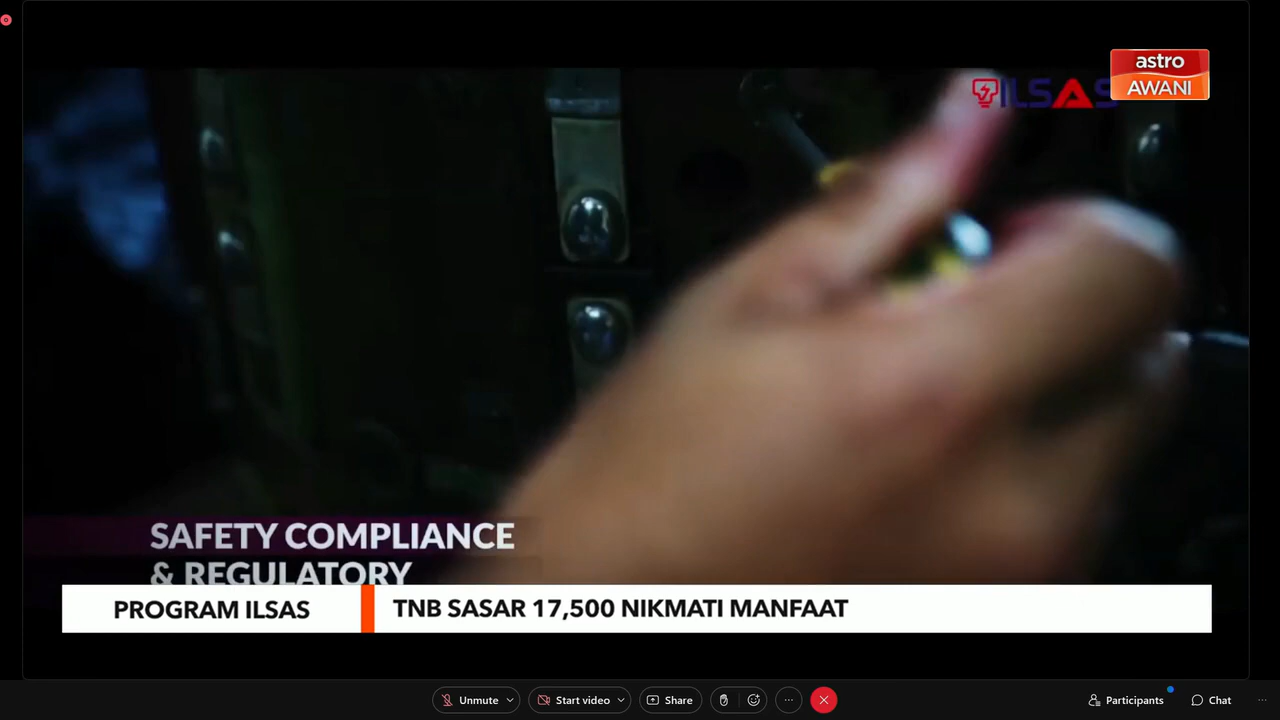 astro
AWANI
ILSAS
SAFETY COMPLIANCE
& REGULATORY
PROGRAM ILSAS
TNB SASAR 17,500 NIKMATI MANFAAT
Unmute
Start video
Share
Participants
Chat